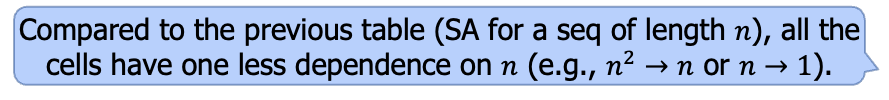 Compared to the previous table (SA for a seq of length n), all the
cells have one less dependence on n (e.g., n² → n or n → 1).